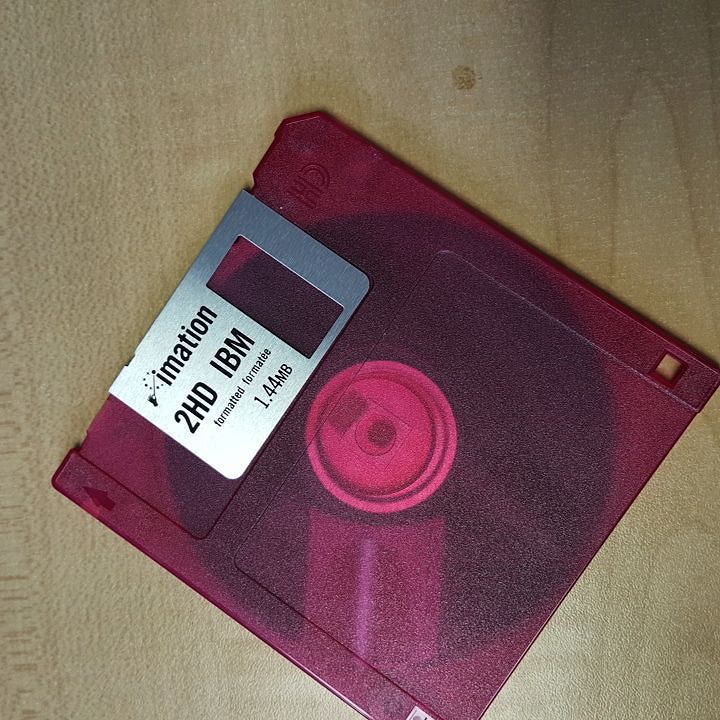 HD
imation
2HD IBM
formatted formatée
1.44MB